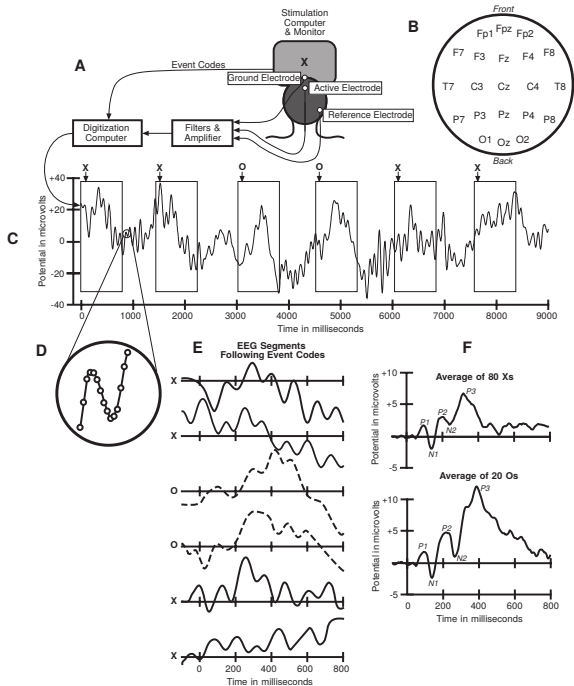 A
Stimulation
Computer
& Monitor
X
Event Codes
Ground Electrode
Active Electrode
Reference Electrode
Digitization
Computer
Filters &
Amplifier
B
Front
Fp1 Fpz Fp2
F7 F3 Fz F4 F8
T7 C3 Cz C4 T8
P7 P3 Pz P4 P8
O1 Oz O2
Back
C
X X O O X X
Potential in microvolts
+40
+20
0
-20
-40
0 1000 2000 3000 4000 5000 6000 7000 8000 9000
Time in milliseconds
D
E
EEG Segments
Following Event Codes
X
X
O
O
X
X
0 200 400 600 800
Time in milliseconds
F
Average of 80 Xs
Potential in microvolts
+10
+5
-5
P1
N1
P2
N2
P3
Average of 20 Os
Potential in microvolts
+10
+5
-5
P1
N1
P2
N2
P3
0 200 400 600 800
Time in milliseconds